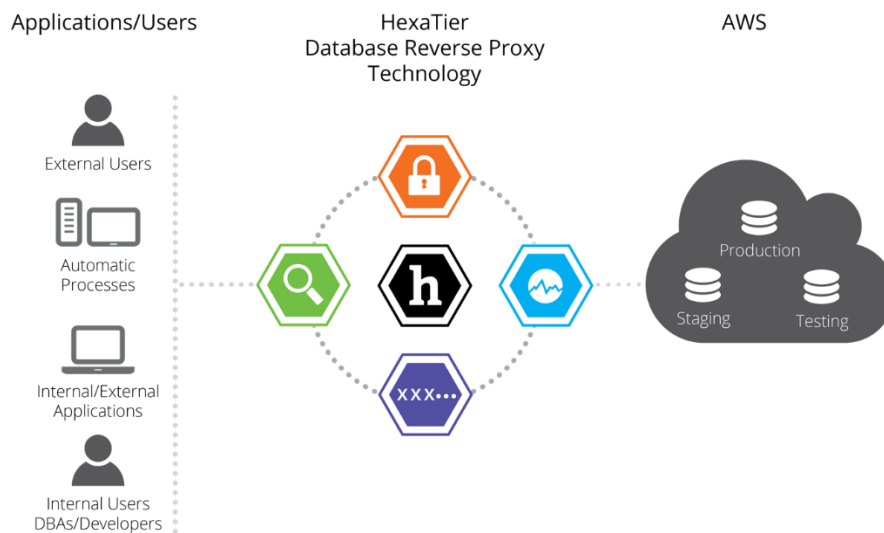 Applications/Users
HexaTier
Database Reverse Proxy
Technology
AWS
External Users
Automatic
Processes
Internal/External
Applications
Internal Users
DBAs/Developers
h
XXX•••
Production
Staging
Testing